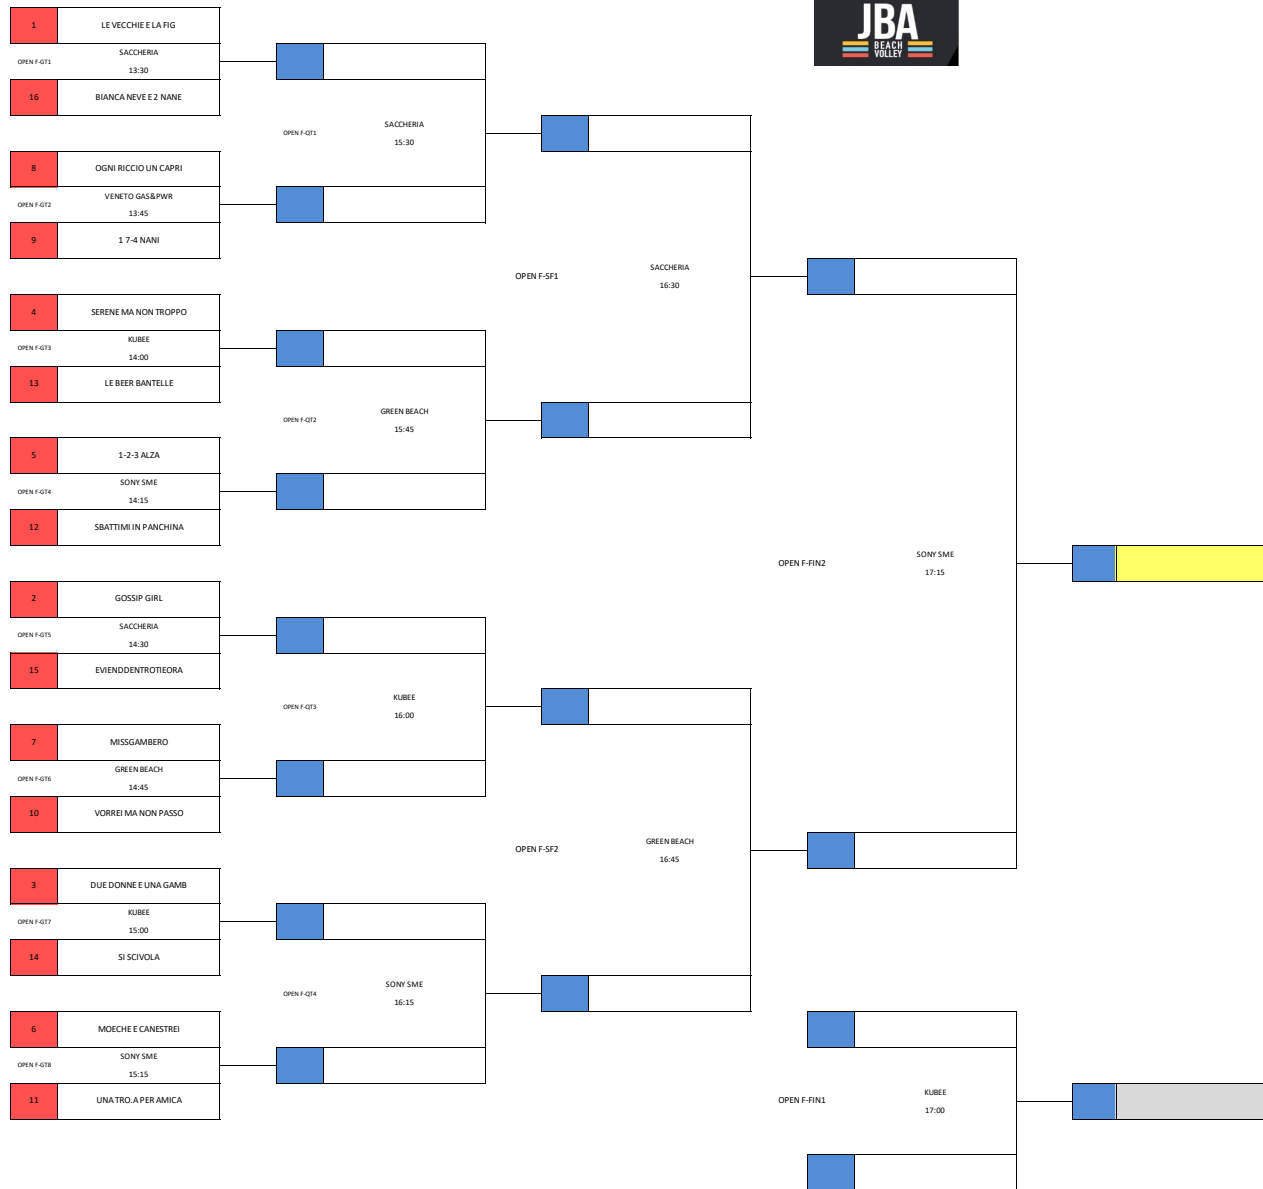 JBA
BEACH
VOLLEY
1 LE VECCHIE E LA FIG
OPEN F-GT1 SACCHERIA
13:30
16 BIANCA NEVE E 2 NANE
OPEN F-QT1 SACCHERIA
15:30
8 OGNI RICCIO UN CAPRI
OPEN F-GT2 VENETO GAS&PWR
13:45
9 1 7-4 NANI
OPEN F-SF1 SACCHERIA
16:30
4 SERENE MA NON TROPPO
OPEN F-GT3 KUBEE
14:00
13 LE BEER BANTELLE
OPEN F-QT2 GREEN BEACH
15:45
5 1-2-3 ALZA
OPEN F-GT4 SONY SME
14:15
12 SBATTIMI IN PANCHINA
OPEN F-FIN2 SONY SME
17:15
2 GOSSIP GIRL
OPEN F-GT5 SACCHERIA
14:30
15 EVIENDDENTROTIEORA
OPEN F-QT3 KUBEE
16:00
7 MISSGAMBERO
OPEN F-GT6 GREEN BEACH
14:45
10 VORREI MA NON PASSO
OPEN F-SF2 GREEN BEACH
16:45
3 DUE DONNE E UNA GAMB
OPEN F-GT7 KUBEE
15:00
14 SI SCIVOLA
OPEN F-QT4 SONY SME
16:15
6 MOECHE E CANESTREI
OPEN F-GT8 SONY SME
15:15
11 UNA TRO.A PER AMICA
OPEN F-FIN1 KUBEE
17:00